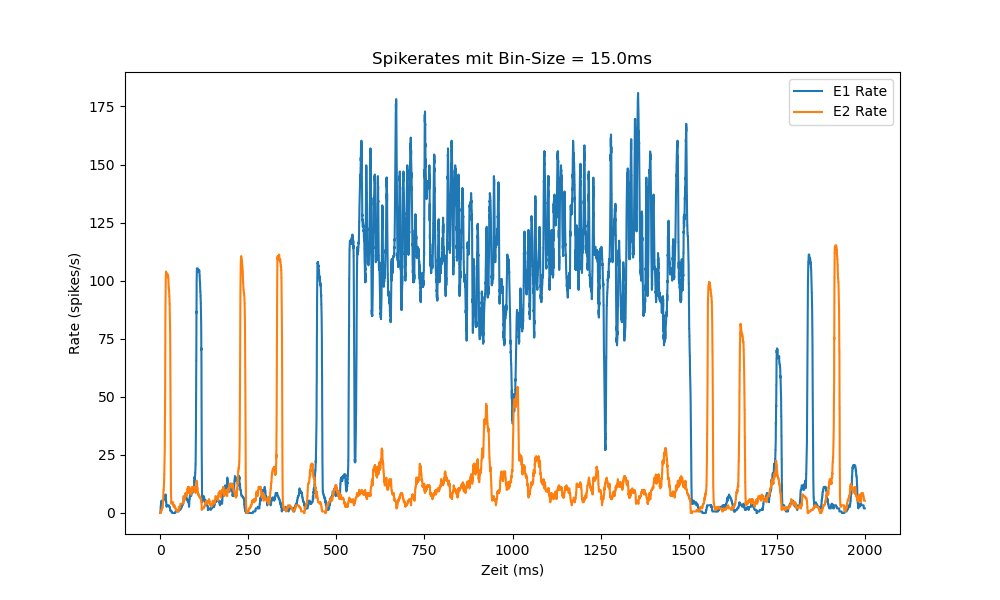 Spikerates mit Bin-Size = 15.0ms
E1 Rate
E2 Rate
175
150
125
100
75
50
25
0
Rate (spikes/s)
0 250 500 750 1000 1250 1500 1750 2000
Zeit (ms)